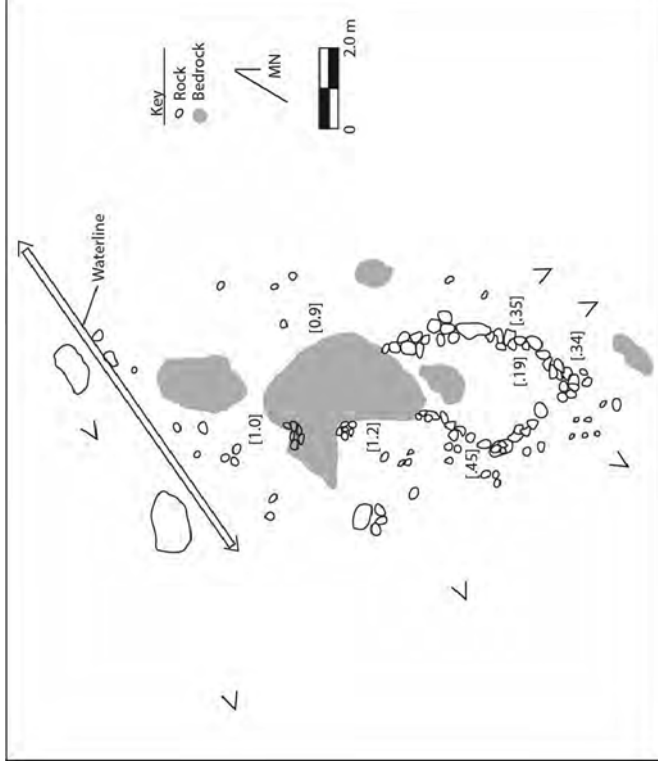 Waterline
Key
Rock
Bedrock
MN
0
2.0 m
[1.0]
[0.9]
[1.2]
[.45]
[.19]
[.35]
[.34]